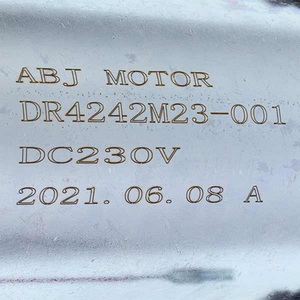 ABJ MOTOR
DR4242M23-001
DC230V
2021.06.08 A